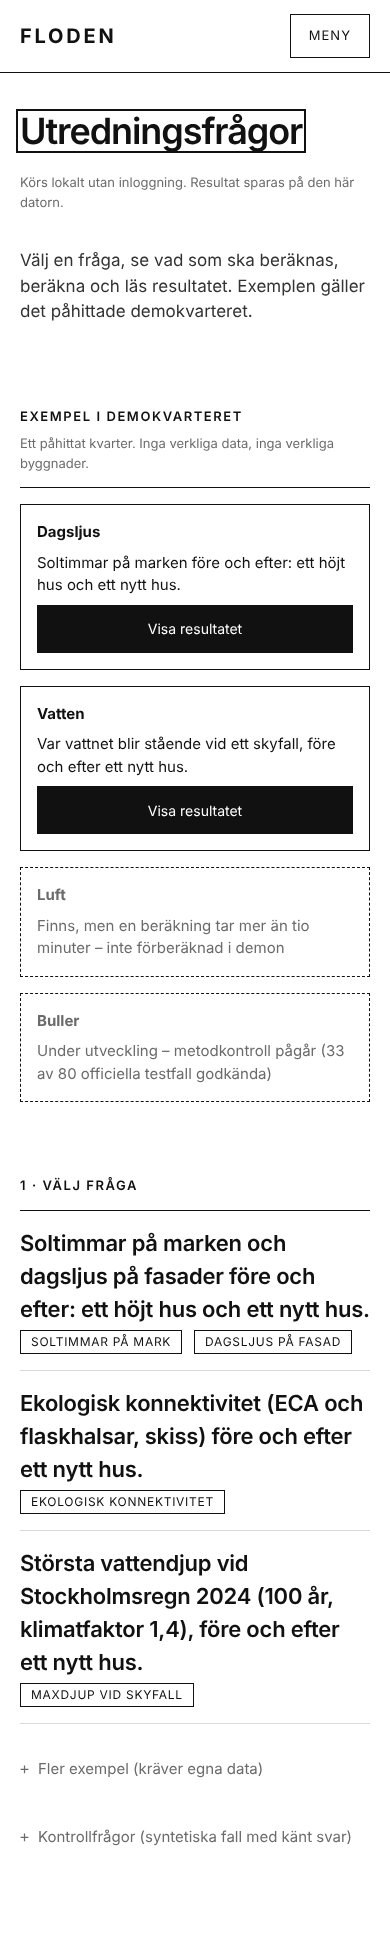 FLODEN
MENY
Utredningsfrågor
Körs lokalt utan inloggning. Resultat sparas på den här
datorn.
Välj en fråga, se vad som ska beräknas,
beräkna och läs resultatet. Exemplen gäller
det påhittade demokvarteret.
EXEMPEL I DEMOKVARTERET
Ett påhittat kvarter. Inga verkliga data, inga verkliga
byggnader.
Dagsljus
Soltimmar på marken före och efter: ett höjt
hus och ett nytt hus.
Visa resultatet
Vatten
Var vattnet blir stående vid ett skyfall, före
och efter ett nytt hus.
Visa resultatet
Luft
Finns, men en beräkning tar mer än tio
minuter – inte förberäknad i demon
Buller
Under utveckling – metodkontroll pågår (33
av 80 officiella testfall godkända)
1 · VÄLJ FRÅGA
Soltimmar på marken och
dagsljus på fasader före och
efter: ett höjt hus och ett nytt hus.
SOLTIMMAR PÅ MARK DAGSLJUS PÅ FASAD
Ekologisk konnektivitet (ECA och
flaskhalsar, skiss) före och efter
ett nytt hus.
EKOLOGISK KONNEKTIVITET
Största vattendjup vid
Stockholmsregn 2024 (100 år,
klimatfaktor 1,4), före och efter
ett nytt hus.
MAXDJUP VID SKYFALL
+ Fler exempel (kräver egna data)
+ Kontrollfrågor (syntetiska fall med känt svar)